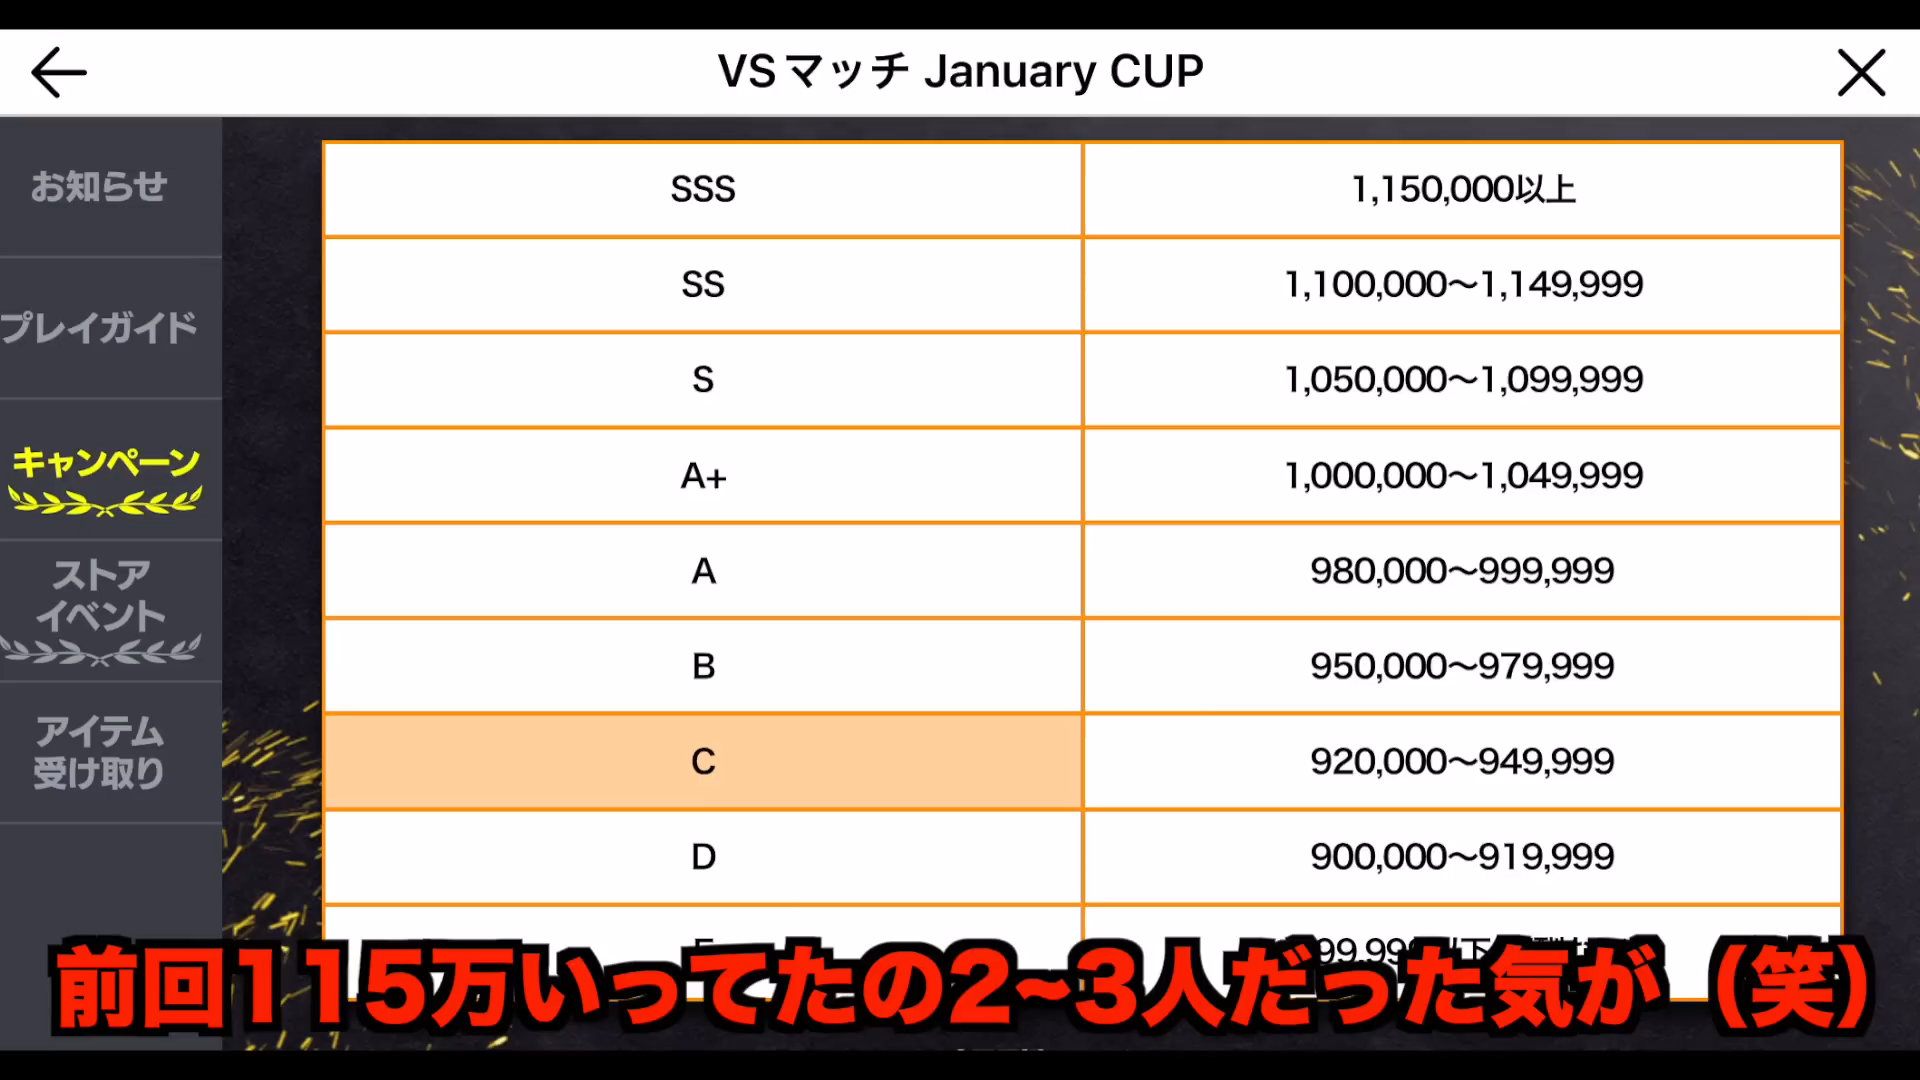 VSマッチ January CUP
お知らせ
プレイガイド
キャンペーン
ストア
イベント
アイテム
受け取り
SSS 1,150,000以上
SS 1,100,000〜1,149,999
S 1,050,000〜1,099,999
A+ 1,000,000〜1,049,999
A 980,000〜999,999
B 950,000〜979,999
C 920,000〜949,999
D 900,000〜919,999
前回115万いってたの2~3人だった気が（笑）